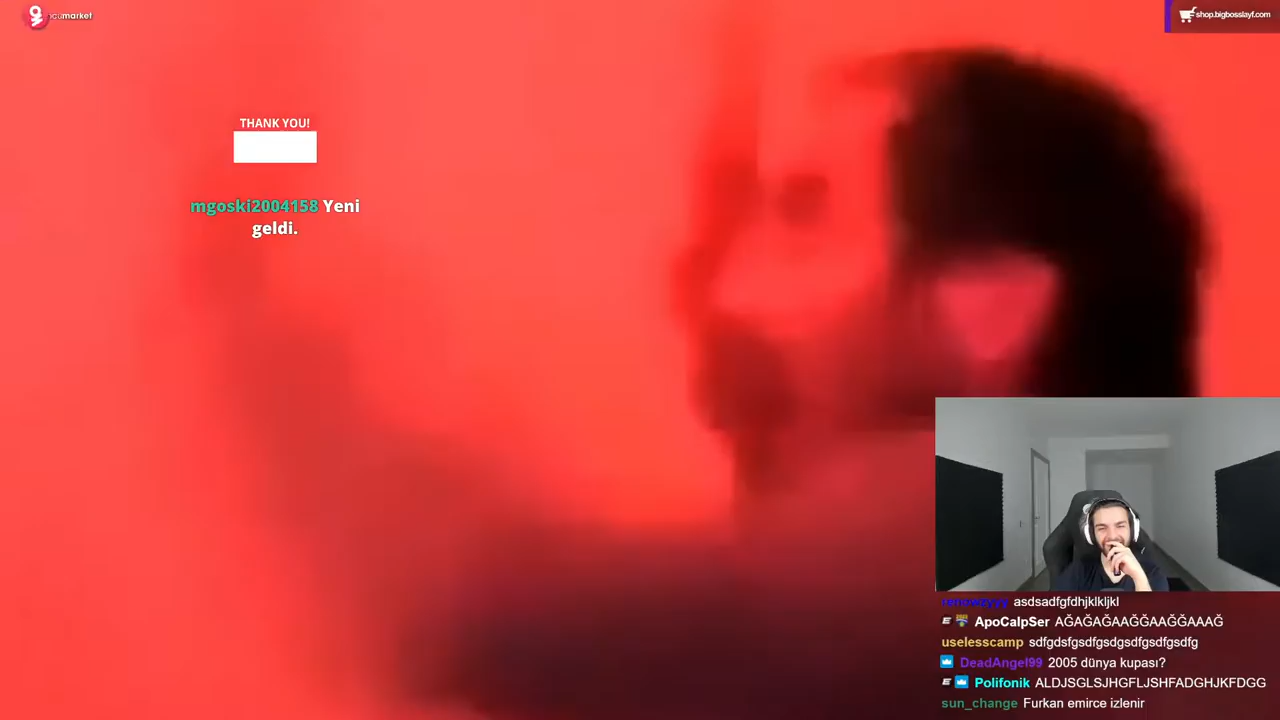 shop.bigbosslayf.com
THANK YOU!
mgoski2004158 Yeni
geldi.
asdsadfgfdhjklkljkl
ApoCalpSer AĞAĞAĞAAĞĞAAĞĞAAAĞ
uselesscamp sdfgdsfgsdfgsdgsdfgsdfgsdfg
DeadAngel99 2005 dünya kupası?
Polifonik ALDJSGLSJHGFLJSHFADGHJKFDGG
sun_change Furkan emirce izlenir